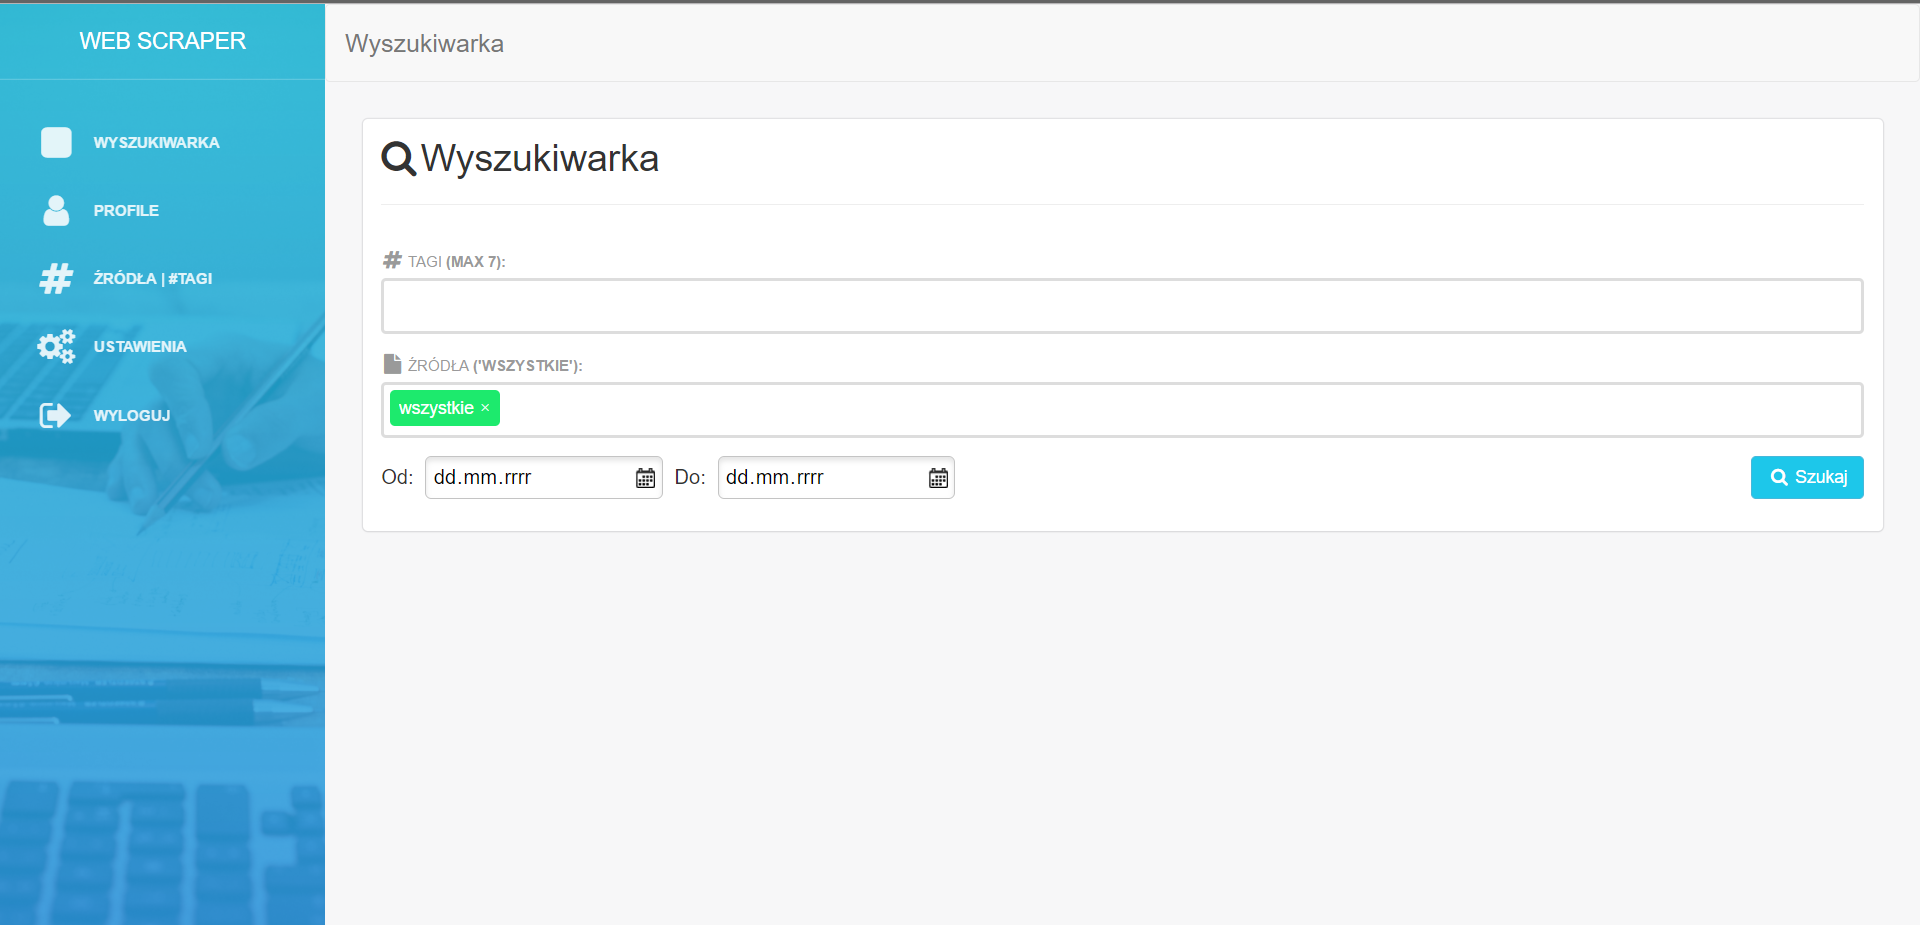 WEB SCRAPER
WYSZUKIWARKA
PROFILE
ŹRÓDŁA | #TAGI
USTAWIENIA
WYLOGUJ
Wyszukiwarka
Wyszukiwarka
TAGI (MAX 7):
ŹRÓDŁA ('WSZYSTKIE'):
wszystkie ×
Od: dd.mm.rrrr Do: dd.mm.rrrr Szukaj